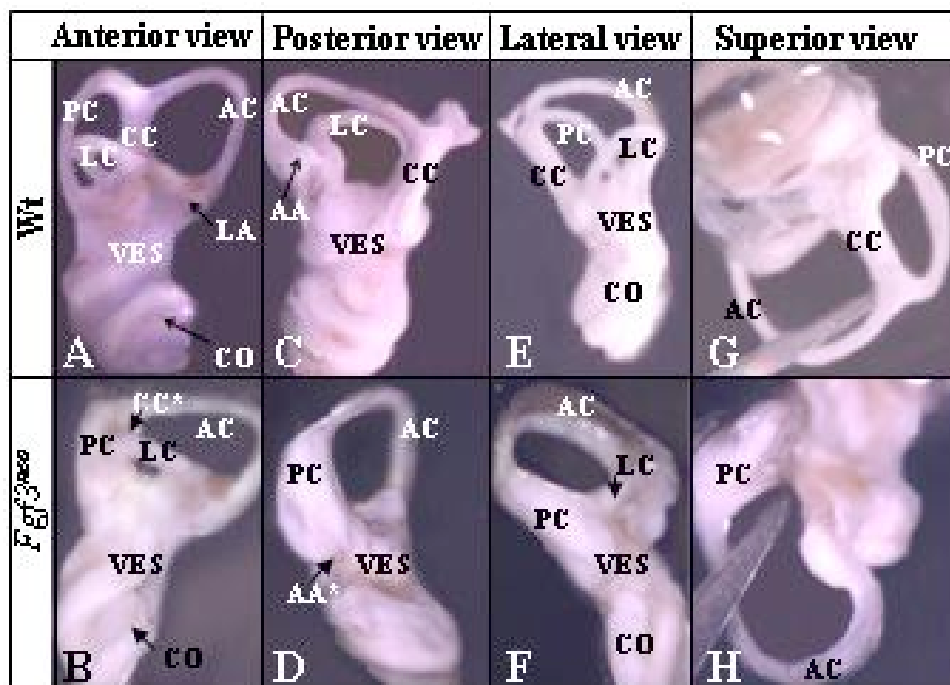 Anterior view Posterior view Lateral view Superior view
Wt
PC AC CC LC LA VES CO A
AC LC AA CC VES C
AC PC LC CC VES CO E
PC CC AC G
CC* AC PC LC VES CO B
AC PC VES AA* D
AC LC PC VES CO F
PC AC H